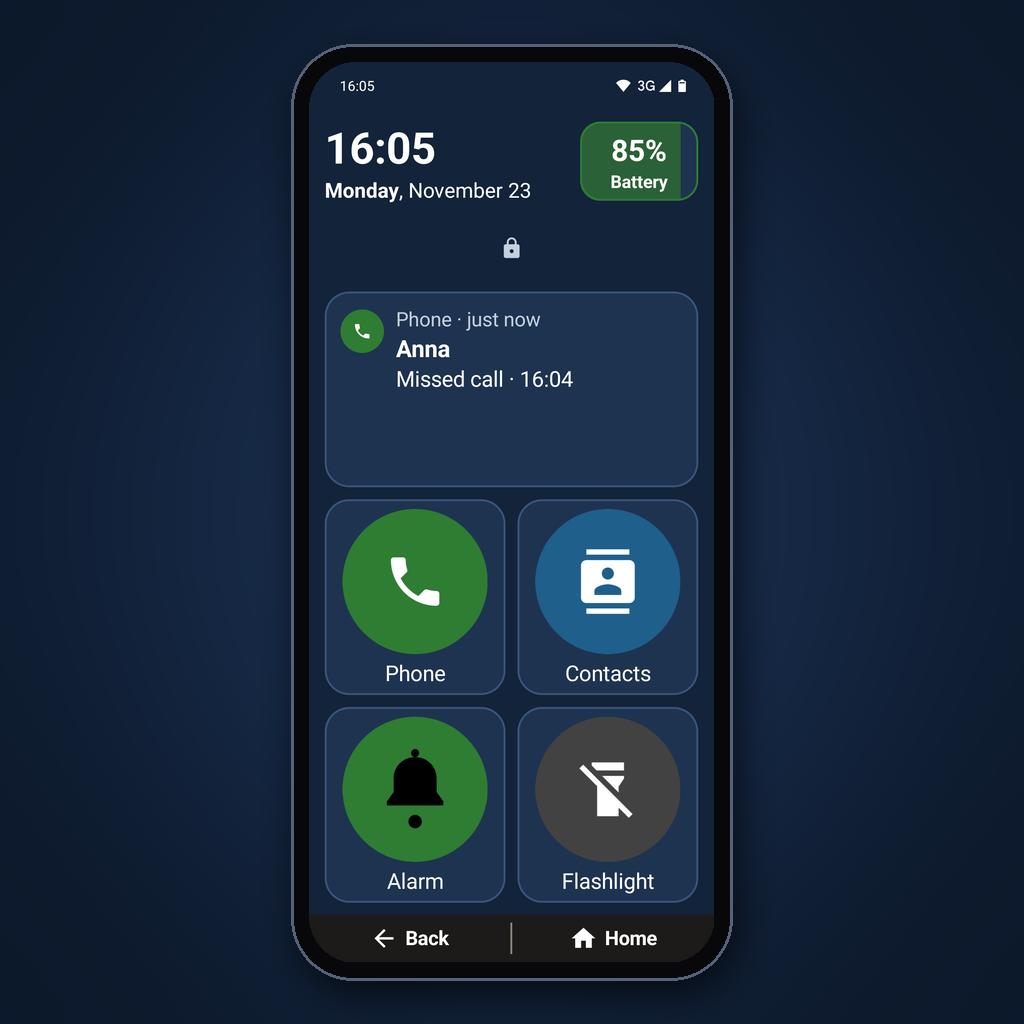 16:05 3G
16:05
Monday, November 23
85%
Battery
Phone · just now
Anna
Missed call · 16:04
Phone
Contacts
Alarm
Flashlight
Back
Home